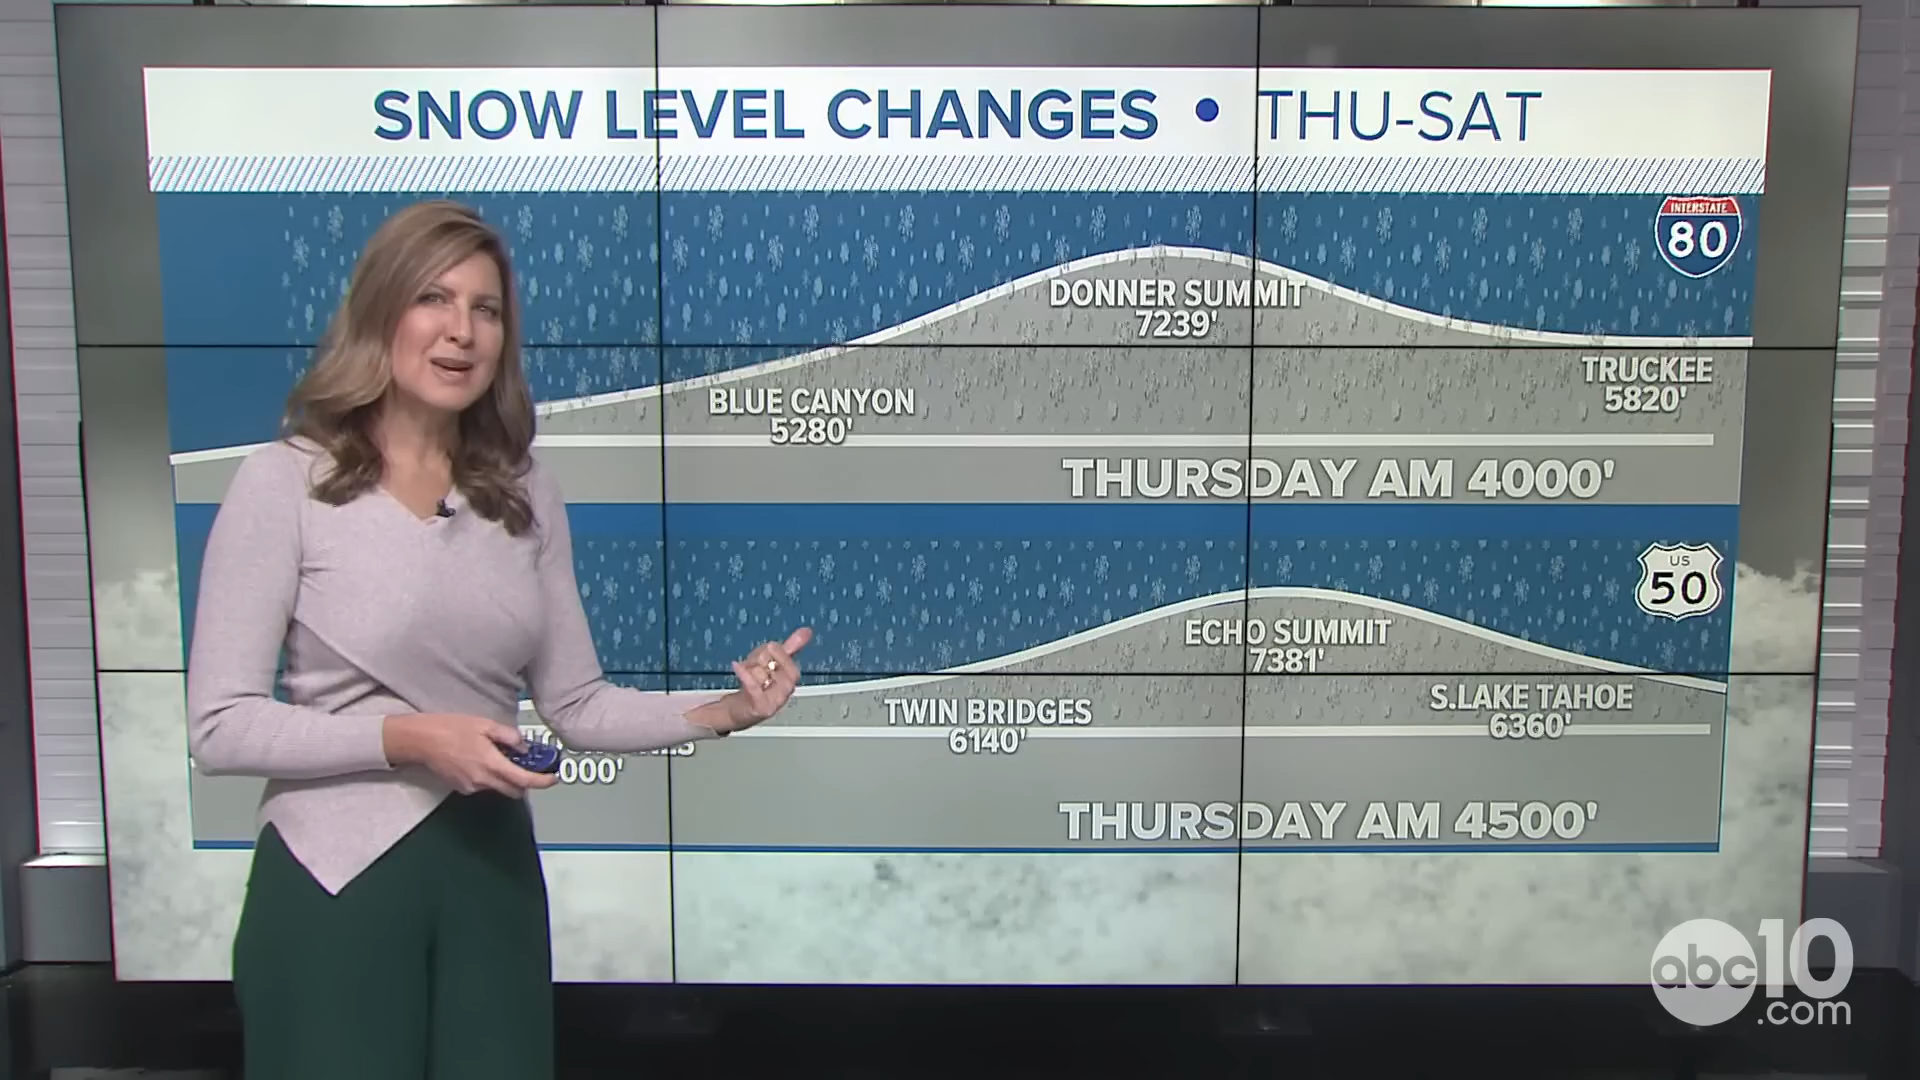 SNOW LEVEL CHANGES • THU-SAT
INTERSTATE
80
DONNER SUMMIT
7239'
TRUCKEE
5820'
BLUE CANYON
5280'
THURSDAY AM 4000'
US
50
ECHO SUMMIT
7381'
S.LAKE TAHOE
6360'
TWIN BRIDGES
6140'
000'
THURSDAY AM 4500'
abc10
.com